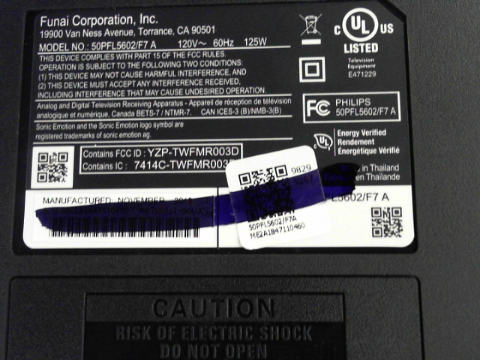 Funai Corporation, Inc.
19900 Van Ness Avenue, Torrance, CA 90501
MODEL NO.: 50PFL5602/F7 A 120V~ 60Hz 125W
THIS DEVICE COMPLIES WITH PART 15 OF THE FCC RULES.
OPERATION IS SUBJECT TO THE FOLLOWING TWO CONDITIONS:
(1) THIS DEVICE MAY NOT CAUSE HARMFUL INTERFERENCE, AND
(2) THIS DEVICE MUST ACCEPT ANY INTERFERENCE RECEIVED,
INCLUDING INTERFERENCE THAT MAY CAUSE UNDESIRED OPERATION.
Analog and Digital Television Receiving Apparatus - Appareil de réception de télévision
analogique et numérique, Canada BETS-7 / NTMR-7. CAN ICES-3 (B)/NMB-3(B)
Sonic Emotion and the Sonic Emotion logo symbol are
registered trademarks of sonic emotion ag.
Contains FCC ID: YZP-TWFMR003D
Contains IC : 7414C-TWFMR003
C UL US
LISTED
Television
Equipment
E471229
FC PHILIPS
50PFL5602/F7 A
UL Energy Verified
Rendement
Énergétique Vérifié
in Thailand
en Thaïlande
MANUFACTURED NOVEMBER
9829
50PFL5602/F7A
L5602/F7 A
CAUTION
RISK OF ELECTRIC SHOCK
DO NOT OPEN